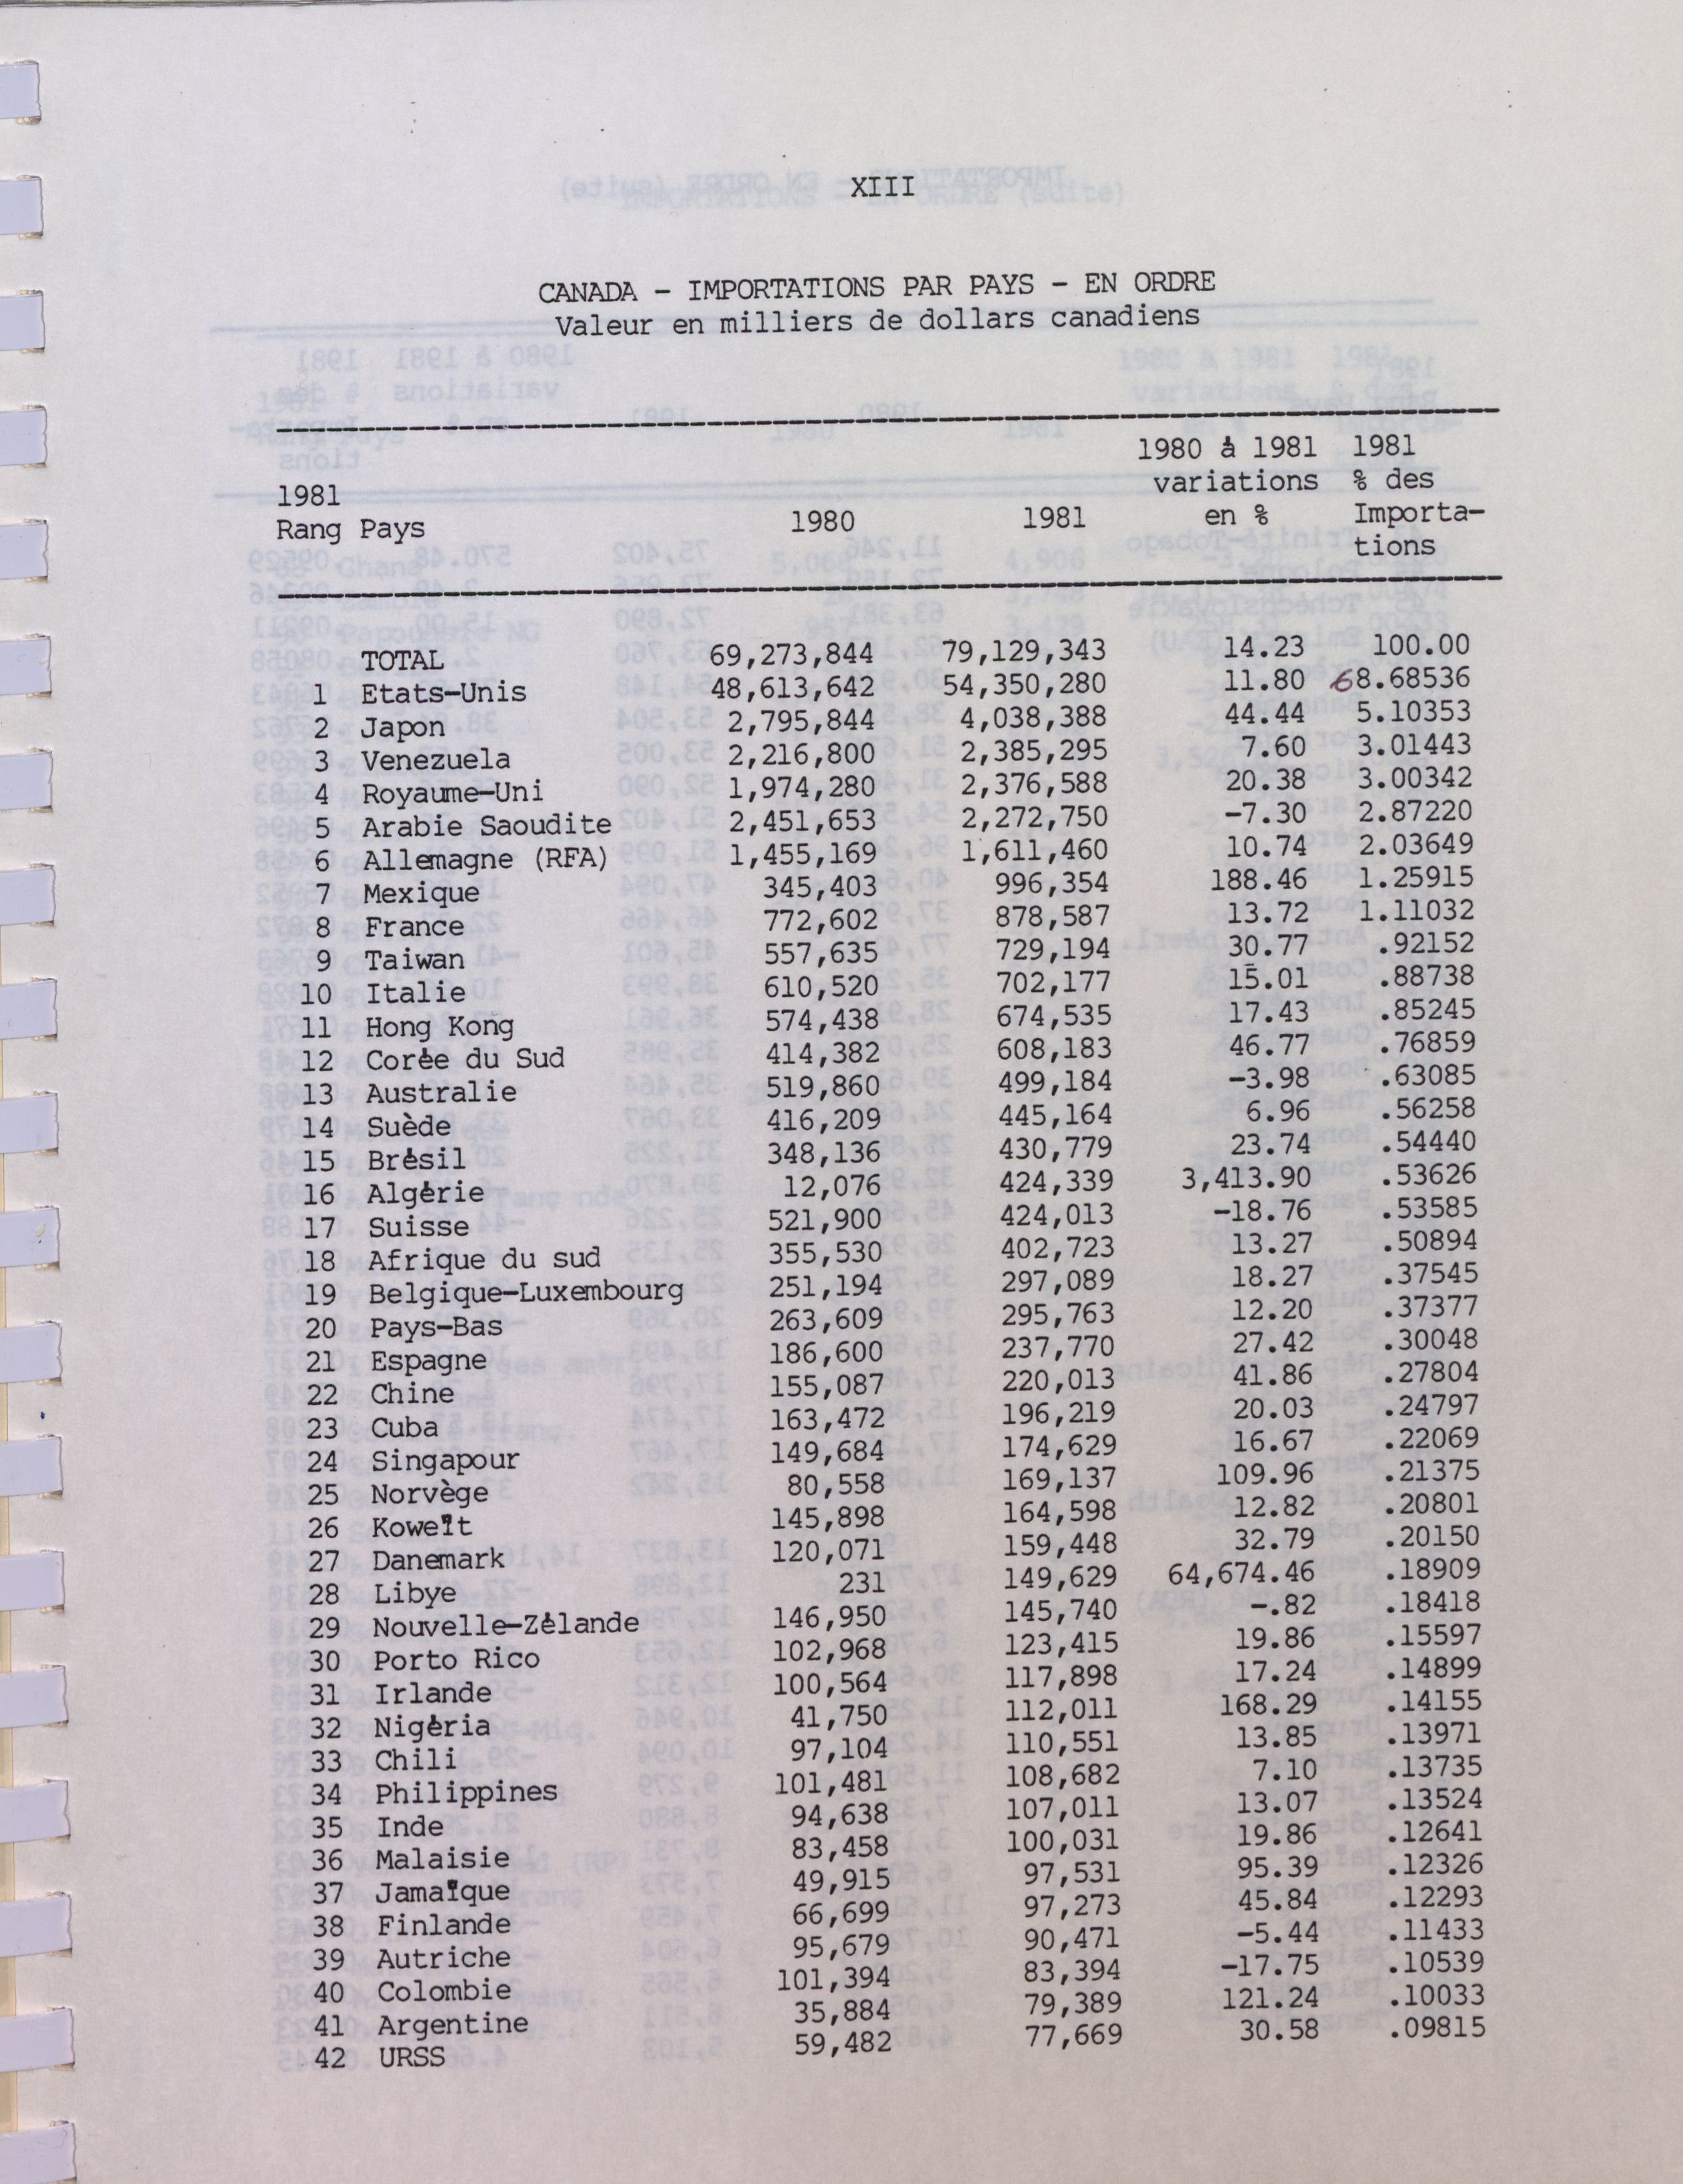 XIII
CANADA - IMPORTATIONS PAR PAYS - EN ORDRE
Valeur en milliers de dollars canadiens
1980 à 1981 1981
variations % des
1981 en % Importa-
Rang Pays 1980 1981 tions
TOTAL 69,273,844 79,129,343 14.23 100.00
1 Etats-Unis 48,613,642 54,350,280 11.80 68.68536
2 Japon 2,795,844 4,038,388 44.44 5.10353
3 Venezuela 2,216,800 2,385,295 7.60 3.01443
4 Royaume-Uni 1,974,280 2,376,588 20.38 3.00342
5 Arabie Saoudite 2,451,653 2,272,750 -7.30 2.87220
6 Allemagne (RFA) 1,455,169 1,611,460 10.74 2.03649
7 Mexique 345,403 996,354 188.46 1.25915
8 France 772,602 878,587 13.72 1.11032
9 Taiwan 557,635 729,194 30.77 .92152
10 Italie 610,520 702,177 15.01 .88738
11 Hong Kong 574,438 674,535 17.43 .85245
12 Corée du Sud 414,382 608,183 46.77 .76859
13 Australie 519,860 499,184 -3.98 .63085
14 Suède 416,209 445,164 6.96 .56258
15 Brésil 348,136 430,779 23.74 .54440
16 Algérie 12,076 424,339 3,413.90 .53626
17 Suisse 521,900 424,013 -18.76 .53585
18 Afrique du sud 355,530 402,723 13.27 .50894
19 Belgique-Luxembourg 251,194 297,089 18.27 .37545
20 Pays-Bas 263,609 295,763 12.20 .37377
21 Espagne 186,600 237,770 27.42 .30048
22 Chine 155,087 220,013 41.86 .27804
23 Cuba 163,472 196,219 20.03 .24797
24 Singapour 149,684 174,629 16.67 .22069
25 Norvège 80,558 169,137 109.96 .21375
26 Koweït 145,898 164,598 12.82 .20801
27 Danemark 120,071 159,448 32.79 .20150
28 Libye 231 149,629 64,674.46 .18909
29 Nouvelle-Zélande 146,950 145,740 -.82 .18418
30 Porto Rico 102,968 123,415 19.86 .15597
31 Irlande 100,564 117,898 17.24 .14899
32 Nigéria 41,750 112,011 168.29 .14155
33 Chili 97,104 110,551 13.85 .13971
34 Philippines 101,481 108,682 7.10 .13735
35 Inde 94,638 107,011 13.07 .13524
36 Malaisie 83,458 100,031 19.86 .12641
37 Jamaïque 49,915 97,531 95.39 .12326
38 Finlande 66,699 97,273 45.84 .12293
39 Autriche 95,679 90,471 -5.44 .11433
40 Colombie 101,394 83,394 -17.75 .10539
41 Argentine 35,884 79,389 121.24 .10033
42 URSS 59,482 77,669 30.58 .09815